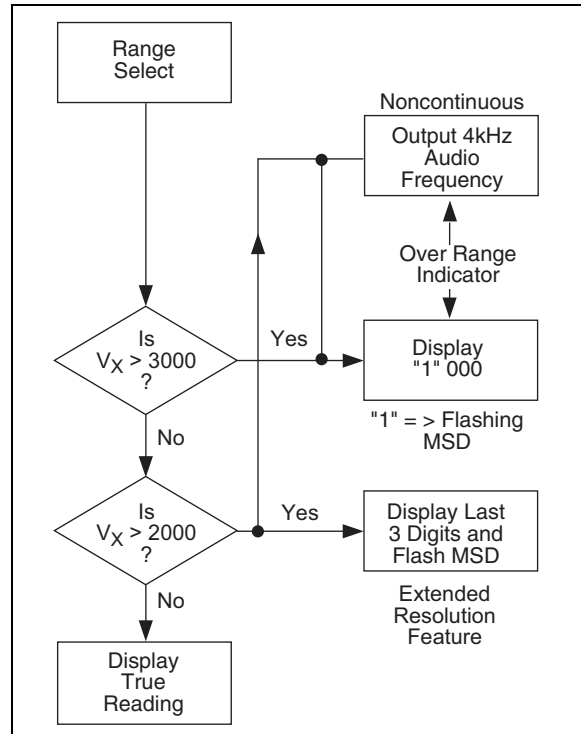 Range
Select
Noncontinuous
Output 4kHz
Audio
Frequency
Over Range
Indicator
Is
VX > 3000
?
Yes
Display
"1" 000
"1" = > Flashing
MSD
No
Is
VX > 2000
?
Yes
Display Last
3 Digits and
Flash MSD
Extended
Resolution
Feature
No
Display
True
Reading